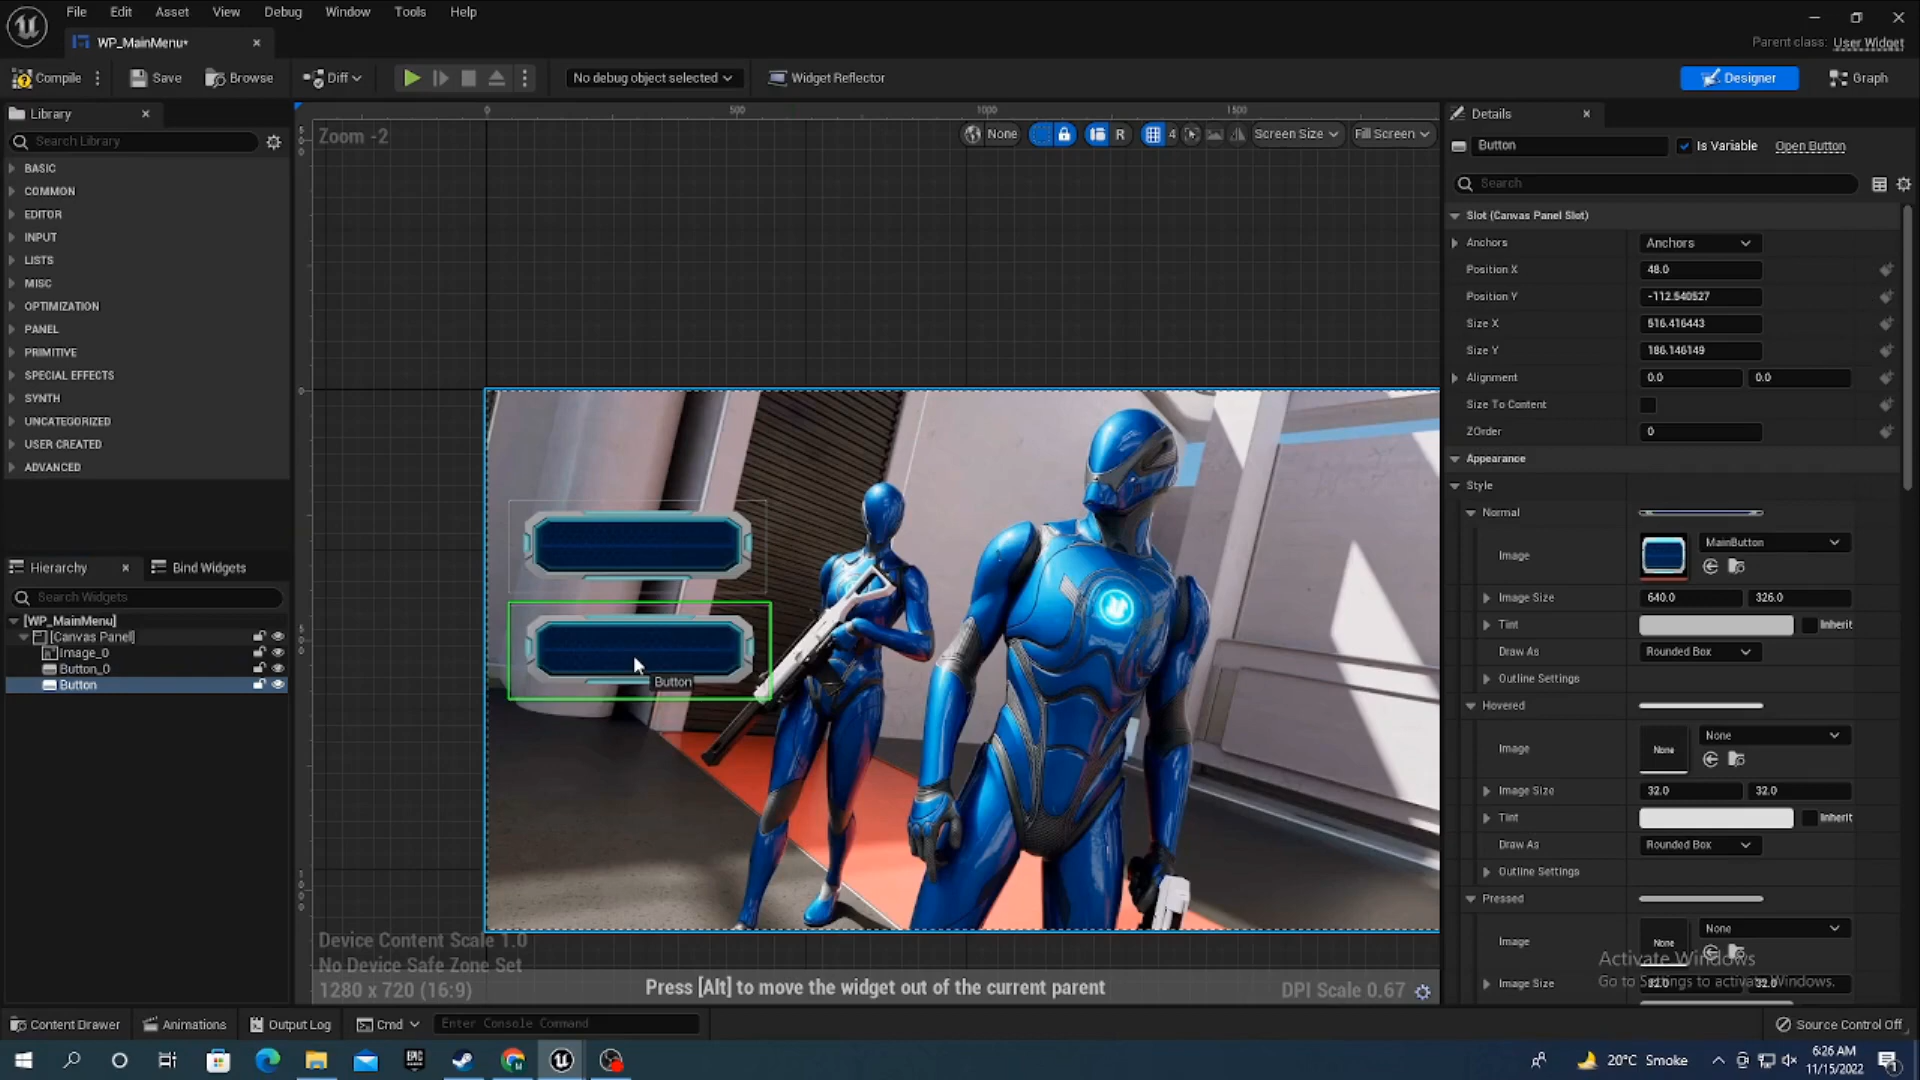 File Edit View Asset Debug Window Tools Help
WP_MainMenu*
Parent class: User Widget
Compile Save Browse Diff No debug object selected Widget Reflector Designer Graph
Library
Search Library
BASIC
COMMON
EDITOR
INPUT
LISTS
MISC
OPTIMIZATION
PANEL
PRIMITIVE
SPECIAL EFFECTS
SYNTH
UNCATEGORIZED
USER CREATED
ADVANCED
Hierarchy Bind Widgets
Search Widgets
[WP_MainMenu]
[Canvas Panel]
Image_0
Button_0
Button
0 500 1000 1500
Zoom -2
None R 4 Screen Size Fill Screen
Button
Device Content Scale 1.0
No Device Safe Zone Set
1280 x 720 (16:9)
Press [Alt] to move the widget out of the current parent
DPI Scale 0.67
Details
Button Is Variable Open Button
Search
Slot (Canvas Panel Slot)
Anchors Anchors
Position X 48.0
Position Y -112.540527
Size X 516.416443
Size Y 186.146149
Alignment 0.0 0.0
Size To Content
ZOrder 0
Appearance
Style
Normal
Image MainButton
Image Size 640.0 326.0
Tint Inherit
Draw As Rounded Box
Outline Settings
Hovered
Image None None
Image Size 32.0 32.0
Tint Inherit
Draw As Rounded Box
Outline Settings
Pressed
Image None None
Image Size 32.0 32.0
Activate Windows
Go to Settings to activate Windows.
Content Drawer Animations Output Log Cmd Enter Console Command Source Control Off
EPIC
20°C Smoke
6:26 AM
11/15/2022
1